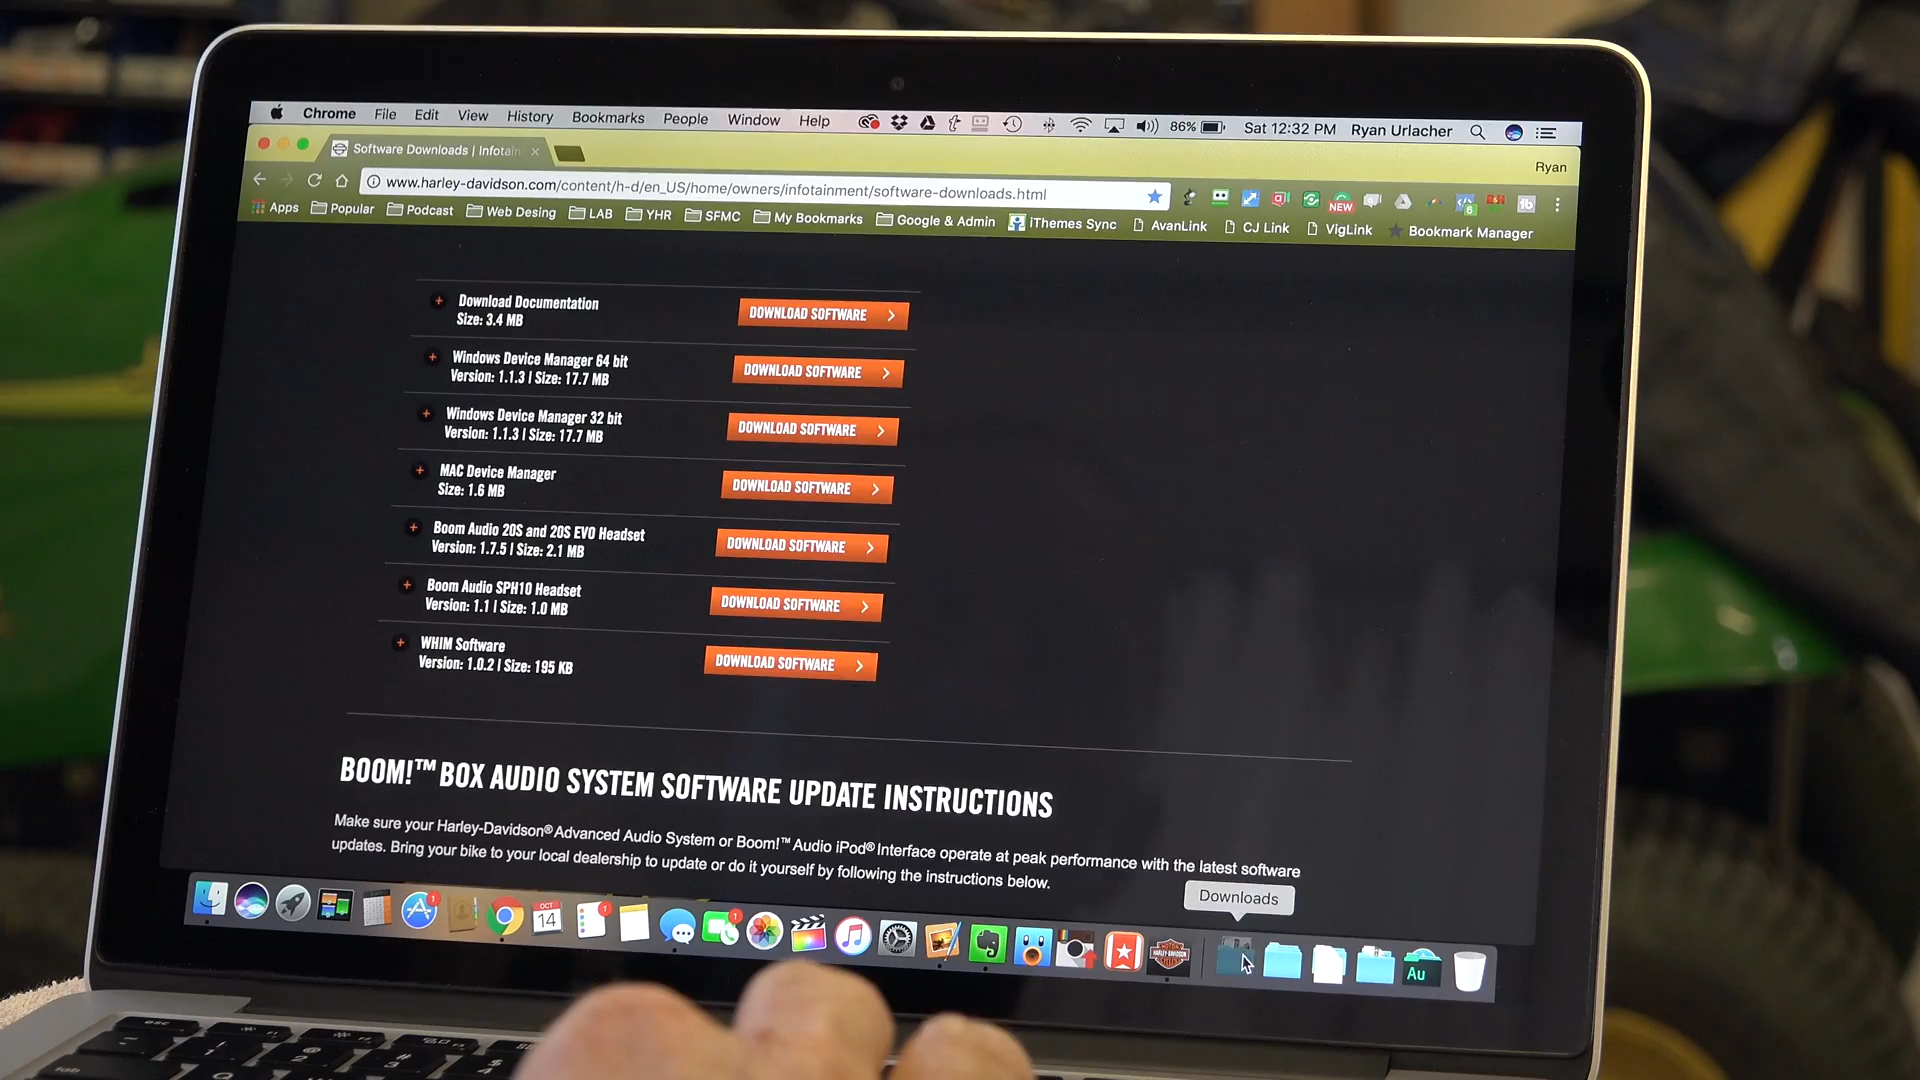 Chrome File Edit View History Bookmarks People Window Help 86% Sat 12:32 PM Ryan Urlacher
Software Downloads | Infotain
Ryan
www.harley-davidson.com/content/h-d/en_US/home/owners/infotainment/software-downloads.html
NEW
6
Apps Popular Podcast Web Desing LAB YHR SFMC My Bookmarks Google & Admin iThemes Sync AvanLink CJ Link VigLink Bookmark Manager
Download Documentation
Size: 3.4 MB
DOWNLOAD SOFTWARE
Windows Device Manager 64 bit
Version: 1.1.3 | Size: 17.7 MB
DOWNLOAD SOFTWARE
Windows Device Manager 32 bit
Version: 1.1.3 | Size: 17.7 MB
DOWNLOAD SOFTWARE
MAC Device Manager
Size: 1.6 MB
DOWNLOAD SOFTWARE
Boom Audio 20S and 20S EVO Headset
Version: 1.7.5 | Size: 2.1 MB
DOWNLOAD SOFTWARE
Boom Audio SPH10 Headset
Version: 1.1 | Size: 1.0 MB
DOWNLOAD SOFTWARE
WHIM Software
Version: 1.0.2 | Size: 195 KB
DOWNLOAD SOFTWARE
BOOM!™ BOX AUDIO SYSTEM SOFTWARE UPDATE INSTRUCTIONS
Make sure your Harley-Davidson® Advanced Audio System or Boom!™ Audio iPod® Interface operate at peak performance with the latest software
updates. Bring your bike to your local dealership to update or do it yourself by following the instructions below.
Downloads
OCT
14
1
1
1
HARLEY-DAVIDSON
Au
esc
tab